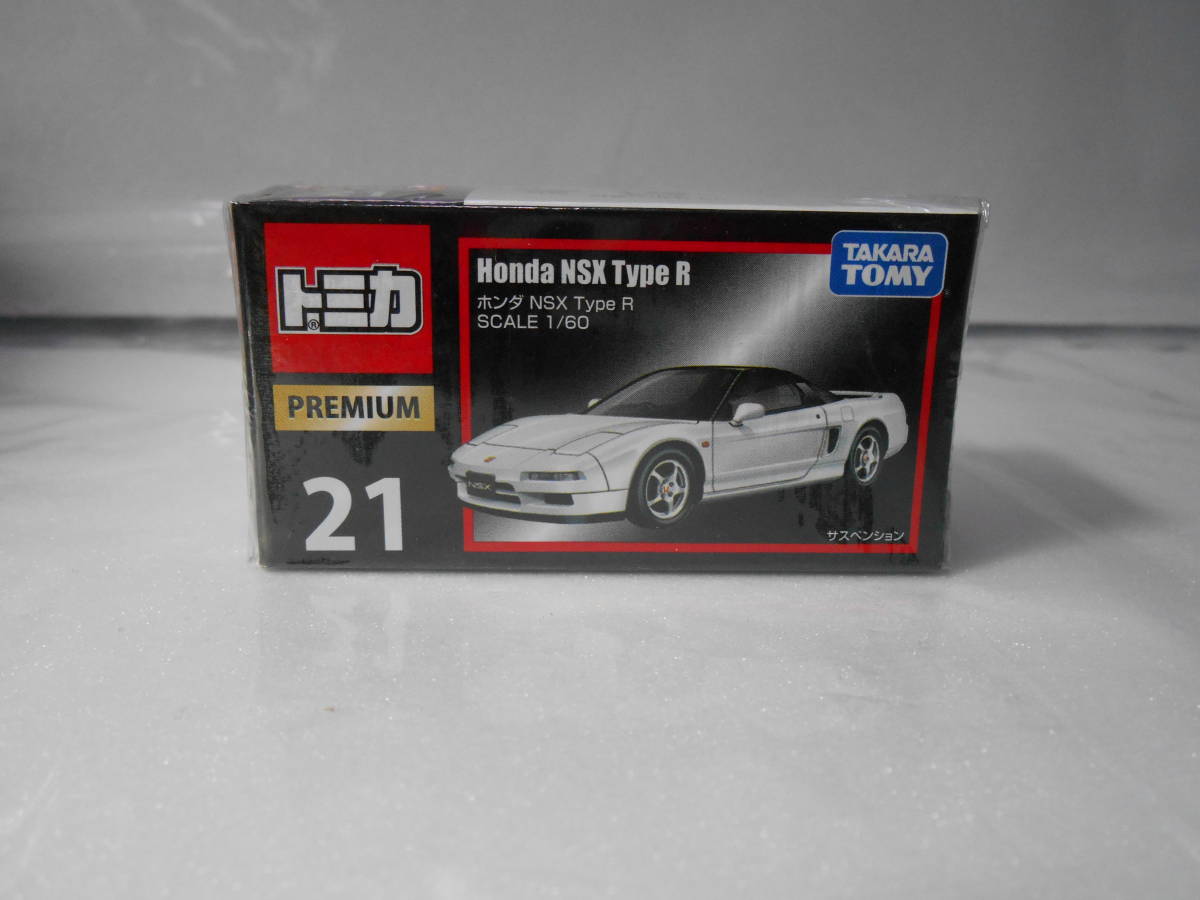 トミカ
®
PREMIUM
21
Honda NSX Type R
ホンダ NSX Type R
SCALE 1/60
TAKARA
TOMY
NSX
サスペンション